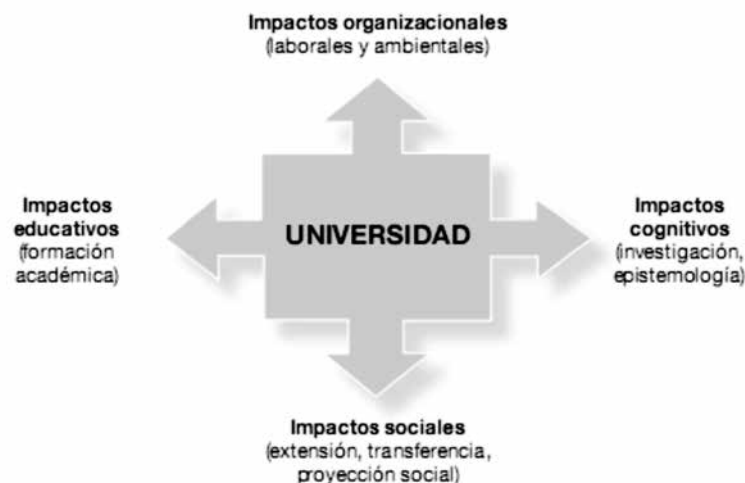 Impactos organizacionales
(laborales y ambientales)
Impactos
educativos
(formación
académica)
UNIVERSIDAD
Impactos
cognitivos
(investigación,
epistemología)
Impactos sociales
(extensión, transferencia,
proyección social)